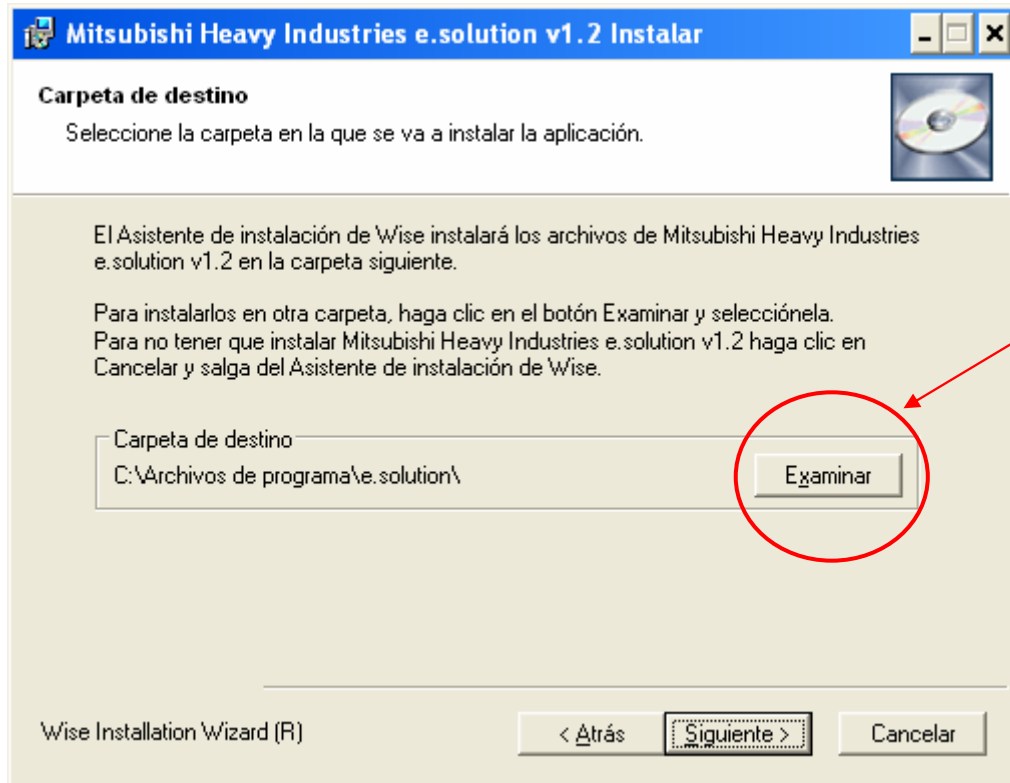 Mitsubishi Heavy Industries e.solution v1.2 Instalar
Carpeta de destino
Seleccione la carpeta en la que se va a instalar la aplicación.
El Asistente de instalación de Wise instalará los archivos de Mitsubishi Heavy Industries
e.solution v1.2 en la carpeta siguiente.
Para instalarlos en otra carpeta, haga clic en el botón Examinar y selecciónela.
Para no tener que instalar Mitsubishi Heavy Industries e.solution v1.2 haga clic en
Cancelar y salga del Asistente de instalación de Wise.
Carpeta de destino
C:\Archivos de programa\e.solution\
Examinar
Wise Installation Wizard (R)
< Atrás
Siguiente >
Cancelar